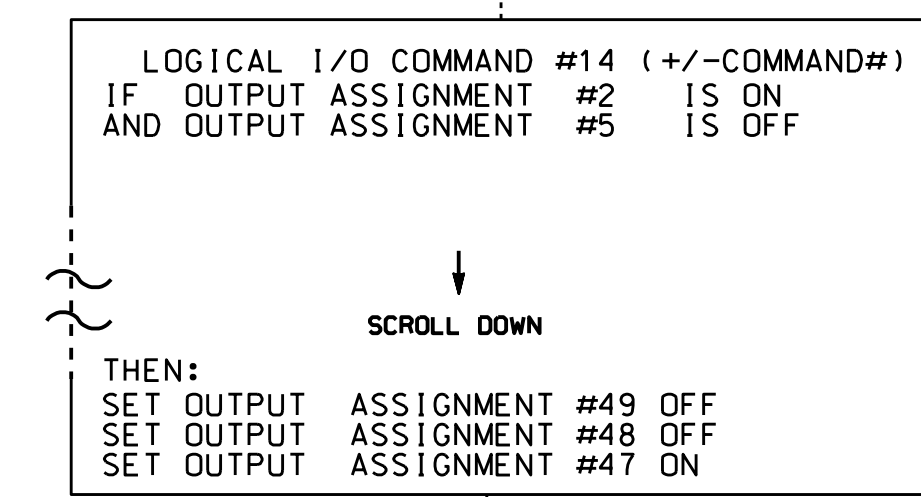 LOGICAL I/O COMMAND #14 (+/-COMMAND#)
IF OUTPUT ASSIGNMENT #2 IS ON
AND OUTPUT ASSIGNMENT #5 IS OFF
SCROLL DOWN
THEN:
SET OUTPUT ASSIGNMENT #49 OFF
SET OUTPUT ASSIGNMENT #48 OFF
SET OUTPUT ASSIGNMENT #47 ON